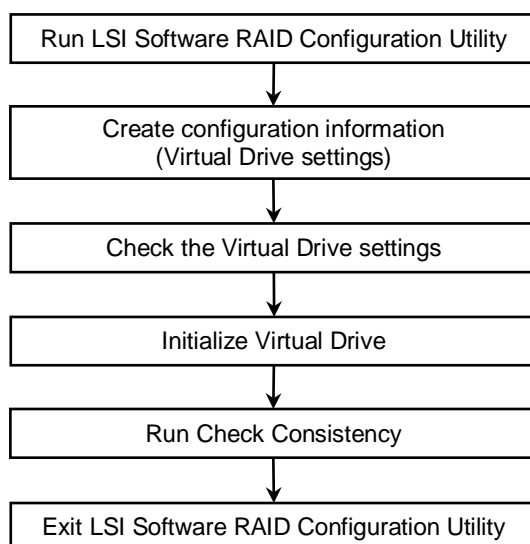 Run LSI Software RAID Configuration Utility
Create configuration information
(Virtual Drive settings)
Check the Virtual Drive settings
Initialize Virtual Drive
Run Check Consistency
Exit LSI Software RAID Configuration Utility